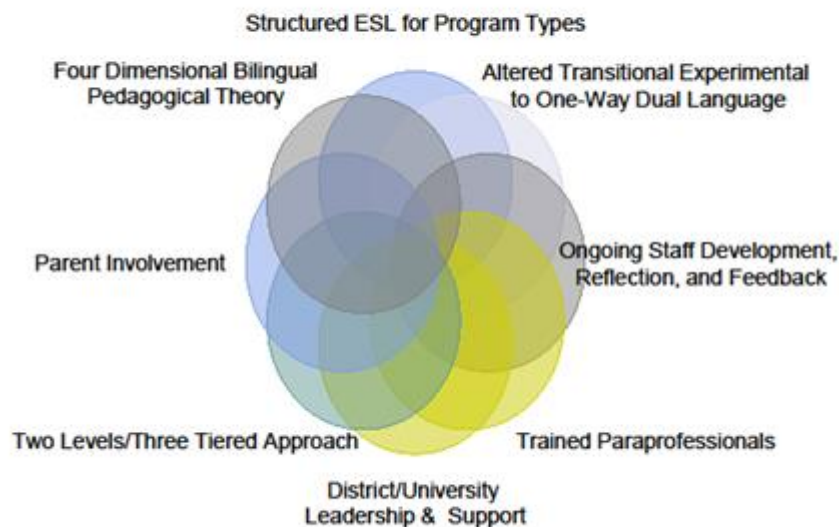 Structured ESL for Program Types
Four Dimensional Bilingual
Pedagogical Theory
Altered Transitional Experimental
to One-Way Dual Language
Parent Involvement
Ongoing Staff Development,
Reflection, and Feedback
Two Levels/Three Tiered Approach
Trained Paraprofessionals
District/University
Leadership & Support